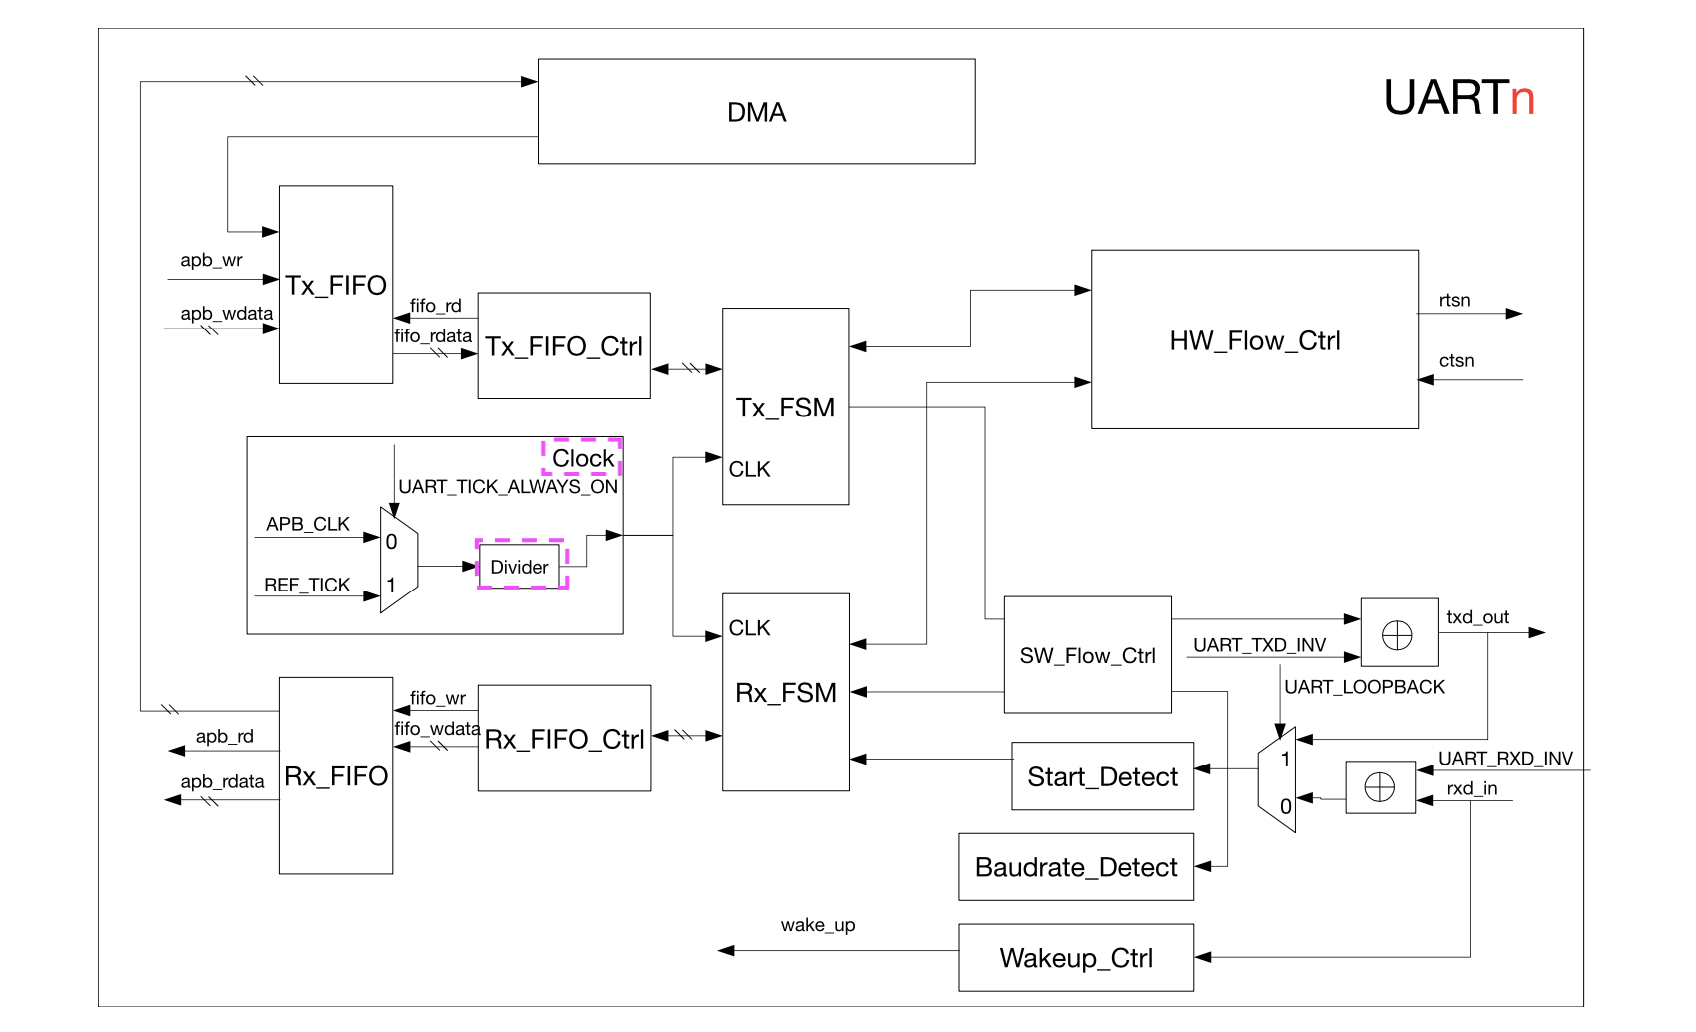 DMA
UARTn
apb_wr
Tx_FIFO
apb_wdata
fifo_rd
fifo_rdata
Tx_FIFO_Ctrl
Tx_FSM
CLK
HW_Flow_Ctrl
rtsn
ctsn
Clock
UART_TICK_ALWAYS_ON
APB_CLK
0
REF_TICK
1
Divider
CLK
Rx_FSM
SW_Flow_Ctrl
txd_out
UART_TXD_INV
UART_LOOPBACK
fifo_wr
fifo_wdata
Rx_FIFO_Ctrl
apb_rd
apb_rdata
Rx_FIFO
Start_Detect
1
0
UART_RXD_INV
rxd_in
Baudrate_Detect
wake_up
Wakeup_Ctrl